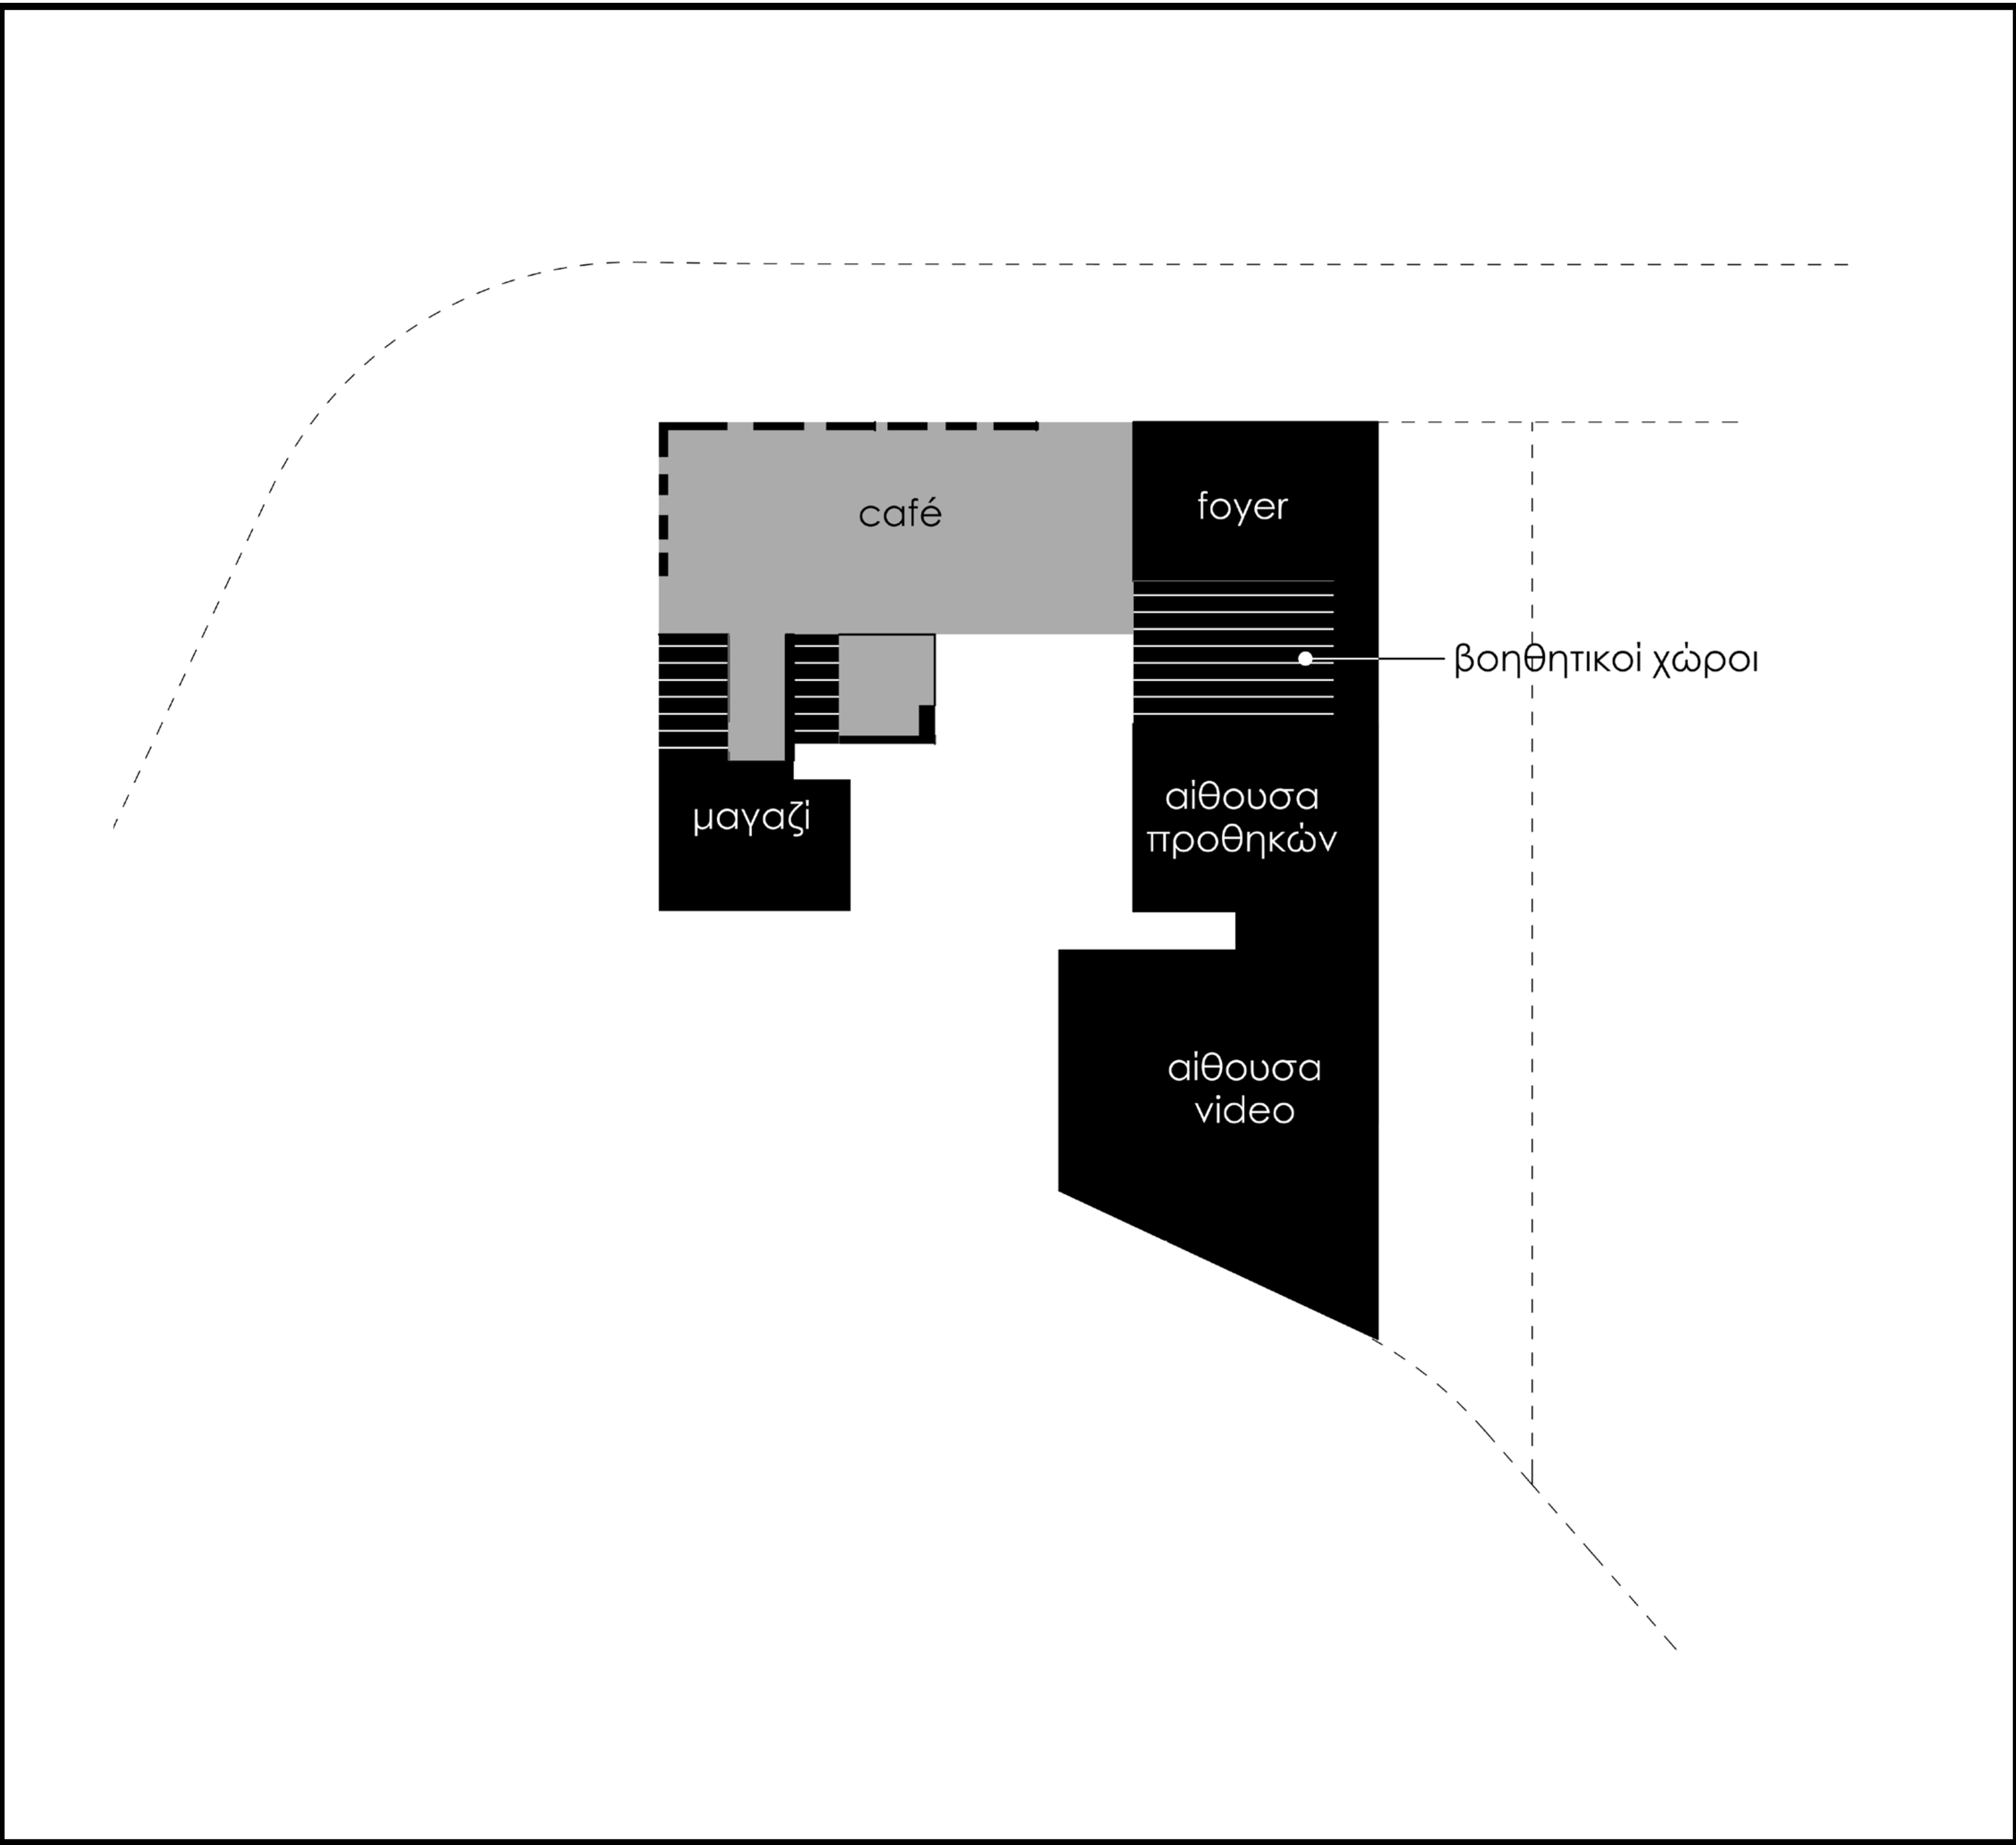 café
foyer
βοηθητικοί χώροι
μαγαζί
αίθουσα
προθηκών
αίθουσα
video